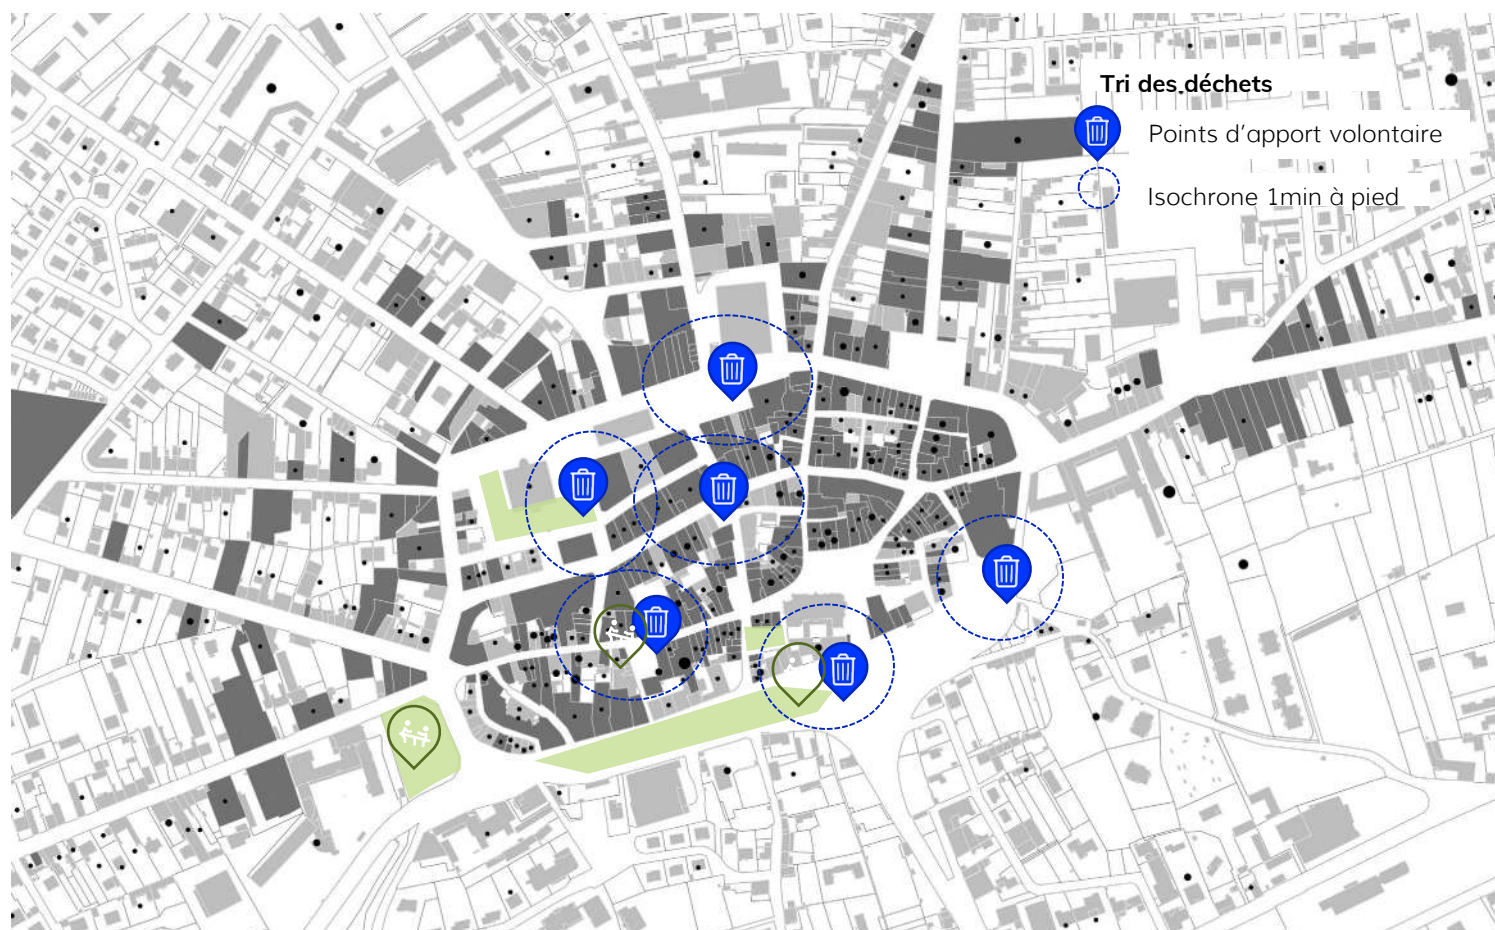 Tri des déchets
Points d'apport volontaire
Isochrone 1min à pied